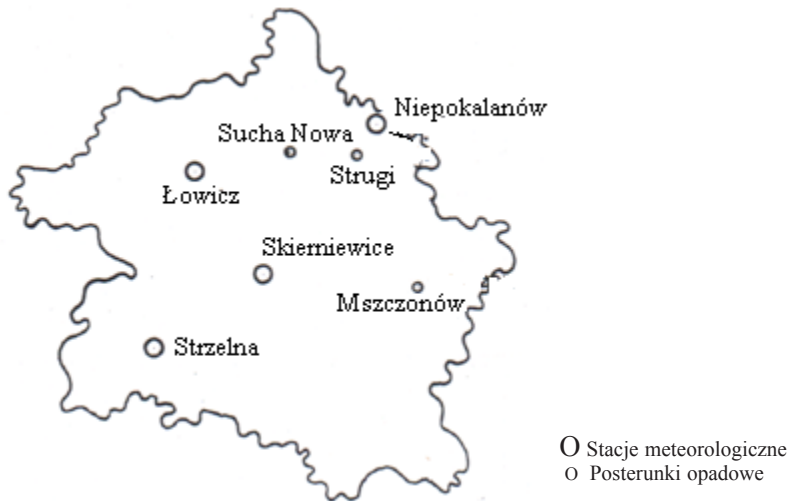 Niepokalanów
Sucha Nowa
Strugi
Łowicz
Skierniewice
Mszczonów
Strzelna
O Stacje meteorologiczne
O Posterunki opadowe